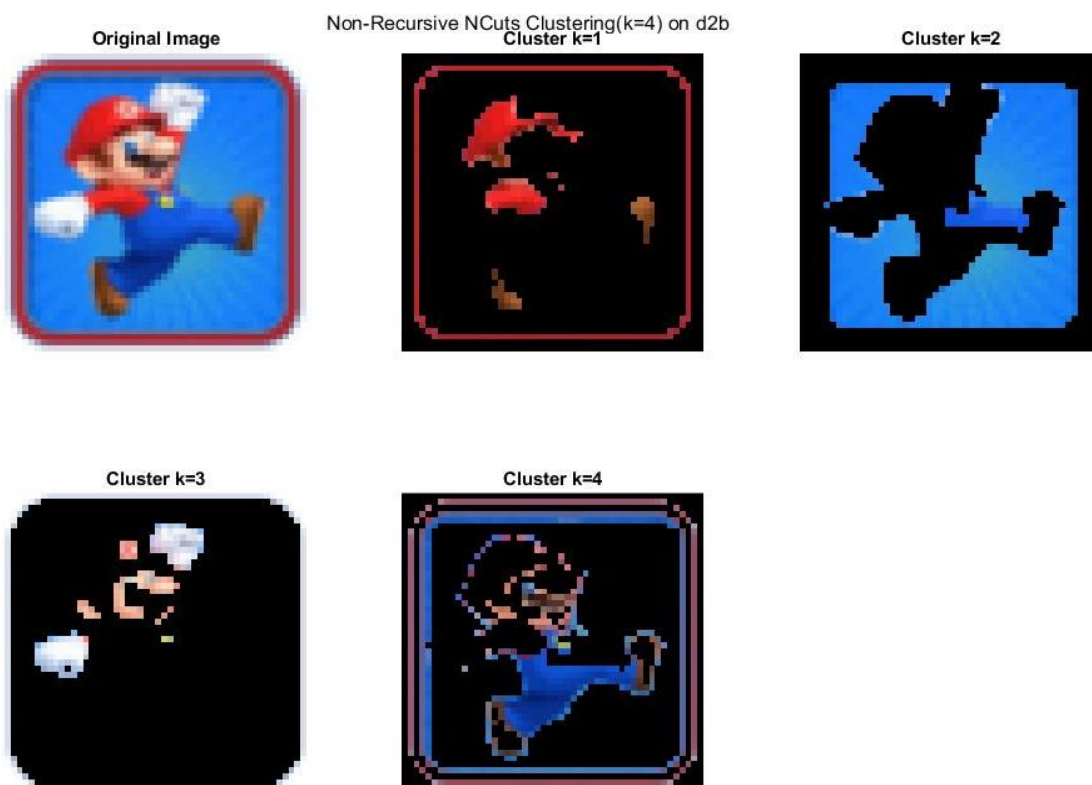 Non-Recursive NCuts Clustering(k=4) on d2b
Original Image
Cluster k=1
Cluster k=2
Cluster k=3
Cluster k=4